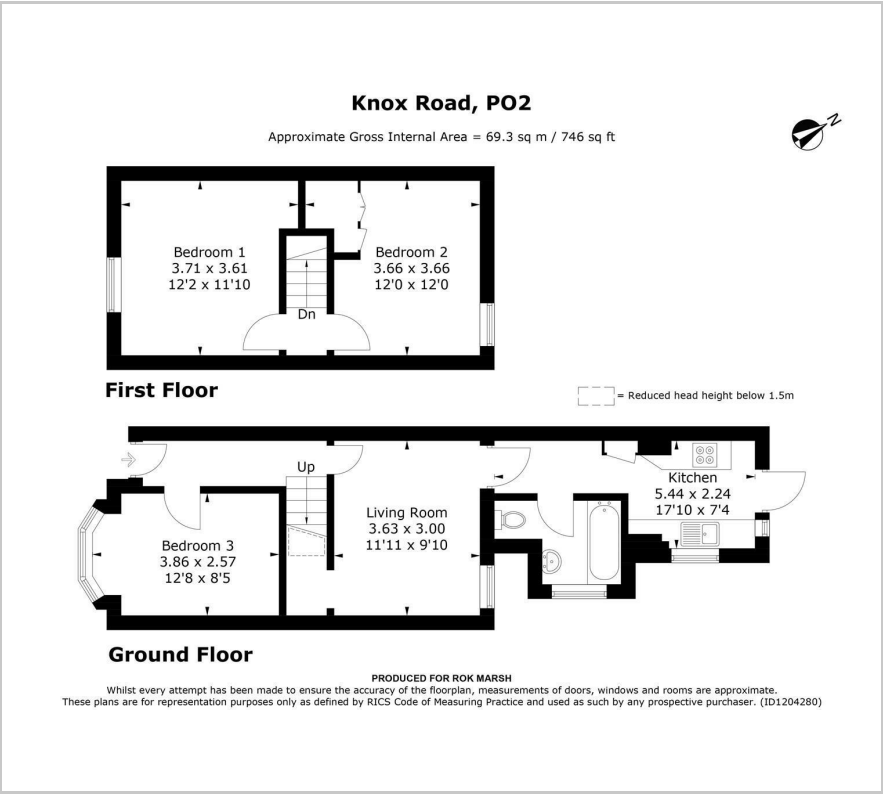 Knox Road, PO2
Approximate Gross Internal Area = 69.3 sq m / 746 sq ft
N
Bedroom 1
3.71 x 3.61
12'2 x 11'10
Bedroom 2
3.66 x 3.66
12'0 x 12'0
Dn
First Floor
= Reduced head height below 1.5m
Up
Kitchen
5.44 x 2.24
17'10 x 7'4
Living Room
3.63 x 3.00
11'11 x 9'10
Bedroom 3
3.86 x 2.57
12'8 x 8'5
Ground Floor
PRODUCED FOR ROK MARSH
Whilst every attempt has been made to ensure the accuracy of the floorplan, measurements of doors, windows and rooms are approximate.
These plans are for representation purposes only as defined by RICS Code of Measuring Practice and used as such by any prospective purchaser. (ID1204280)